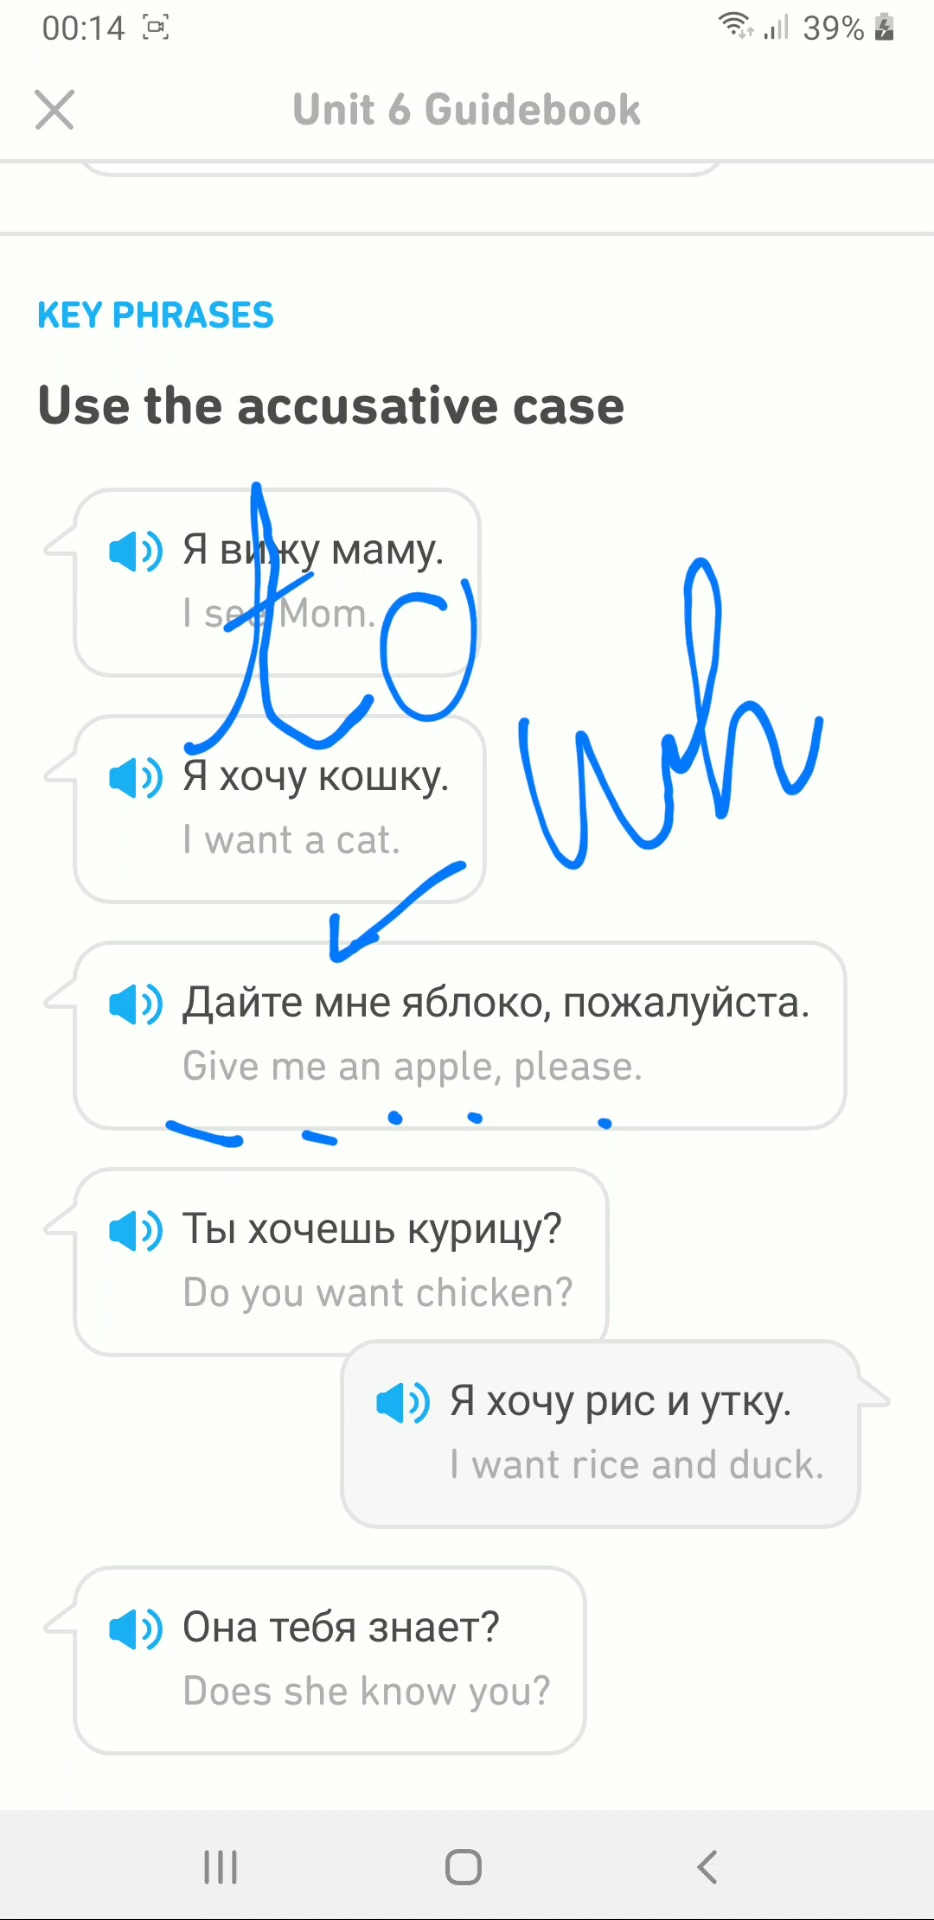 00:14 39%
Unit 6 Guidebook
KEY PHRASES
Use the accusative case
Я вижу маму.
I see Mom.
to
wh
Я хочу кошку.
I want a cat.
Дайте мне яблоко, пожалуйста.
Give me an apple, please.
Ты хочешь курицу?
Do you want chicken?
Я хочу рис и утку.
I want rice and duck.
Она тебя знает?
Does she know you?